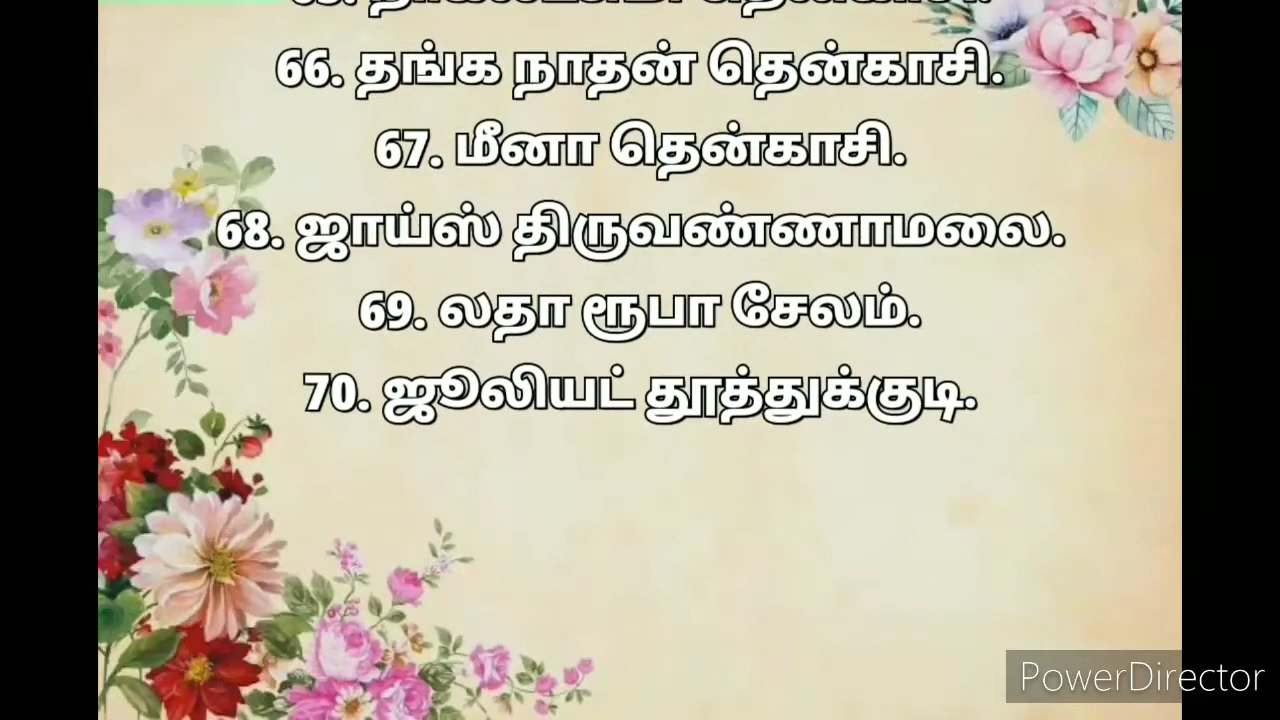 தென்காசி.
66. தங்க நாதன் தென்காசி.
67. மீனா தென்காசி.
68. ஜாய்ஸ் திருவண்ணாமலை.
69. லதா ரூபா சேலம்.
70. ஜூலியட் தூத்துக்குடி.
PowerDirector